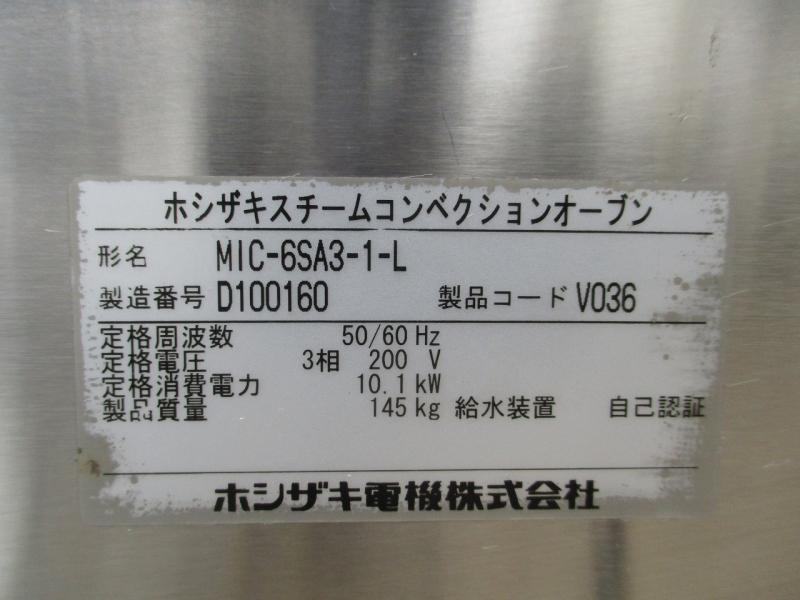 ホシザキスチームコンベクションオーブン
形名 MIC-6SA3-1-L
製造番号 D100160 製品コード V036
定格周波数 50/60 Hz
定格電圧 3相 200 V
定格消費電力 10.1 kW
製品質量 145 kg 給水装置 自己認証
ホシザキ電機株式会社